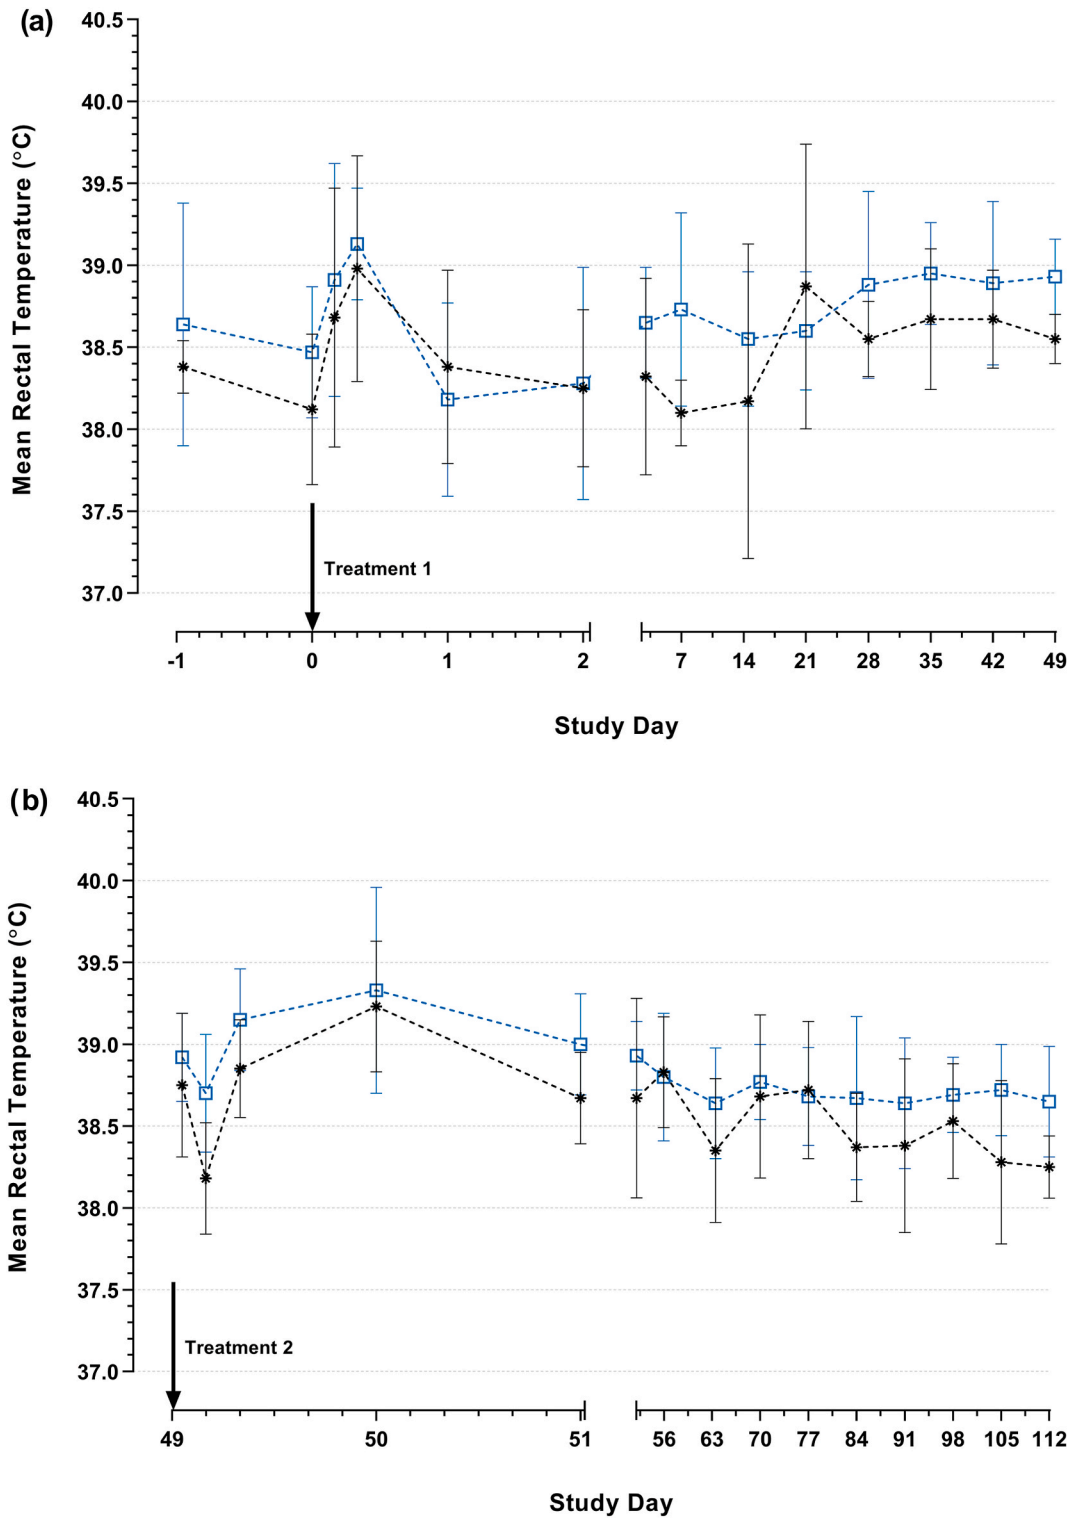 (a)
40.5
40.0
39.5
39.0
38.5
38.0
37.5
37.0
Mean Rectal Temperature (°C)
Treatment 1
-1 0 1 2 7 14 21 28 35 42 49
Study Day
(b)
40.5
40.0
39.5
39.0
38.5
38.0
37.5
37.0
Mean Rectal Temperature (°C)
Treatment 2
49 50 51 56 63 70 77 84 91 98 105 112
Study Day